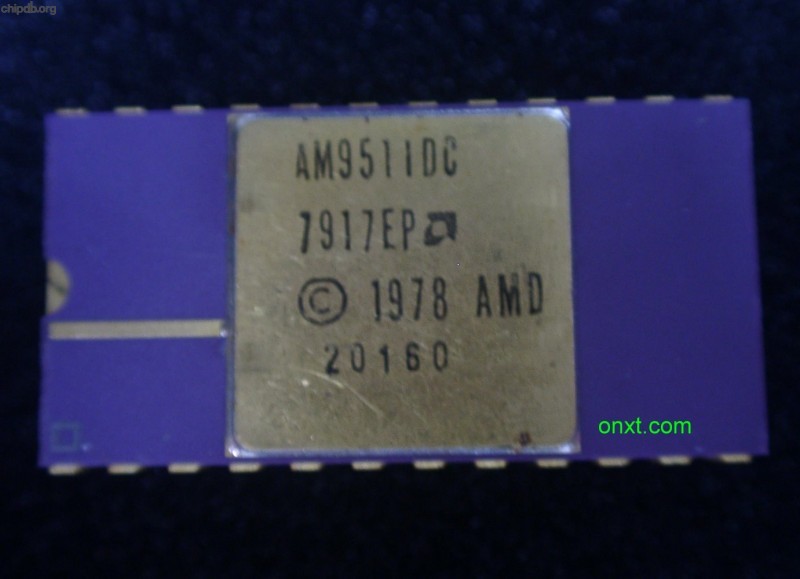 chipdb.org
AM9511DC
7917EP
© 1978 AMD
20160
onxt.com